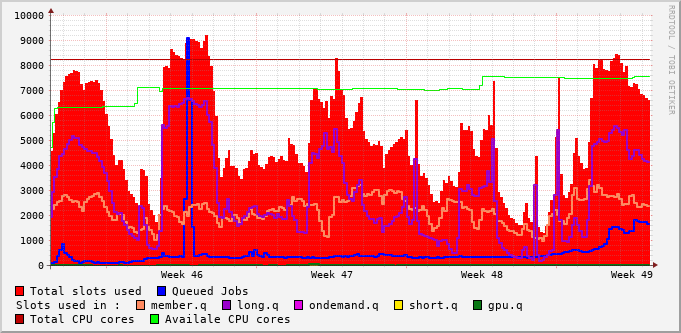 10000
9000
8000
7000
6000
5000
4000
3000
2000
1000
0
Week 46 Week 47 Week 48 Week 49
RRDTOOL / TOBI OETIKER
Total slots used Queued Jobs
Slots used in : member.q long.q ondemand.q short.q gpu.q
Total CPU cores Availale CPU cores